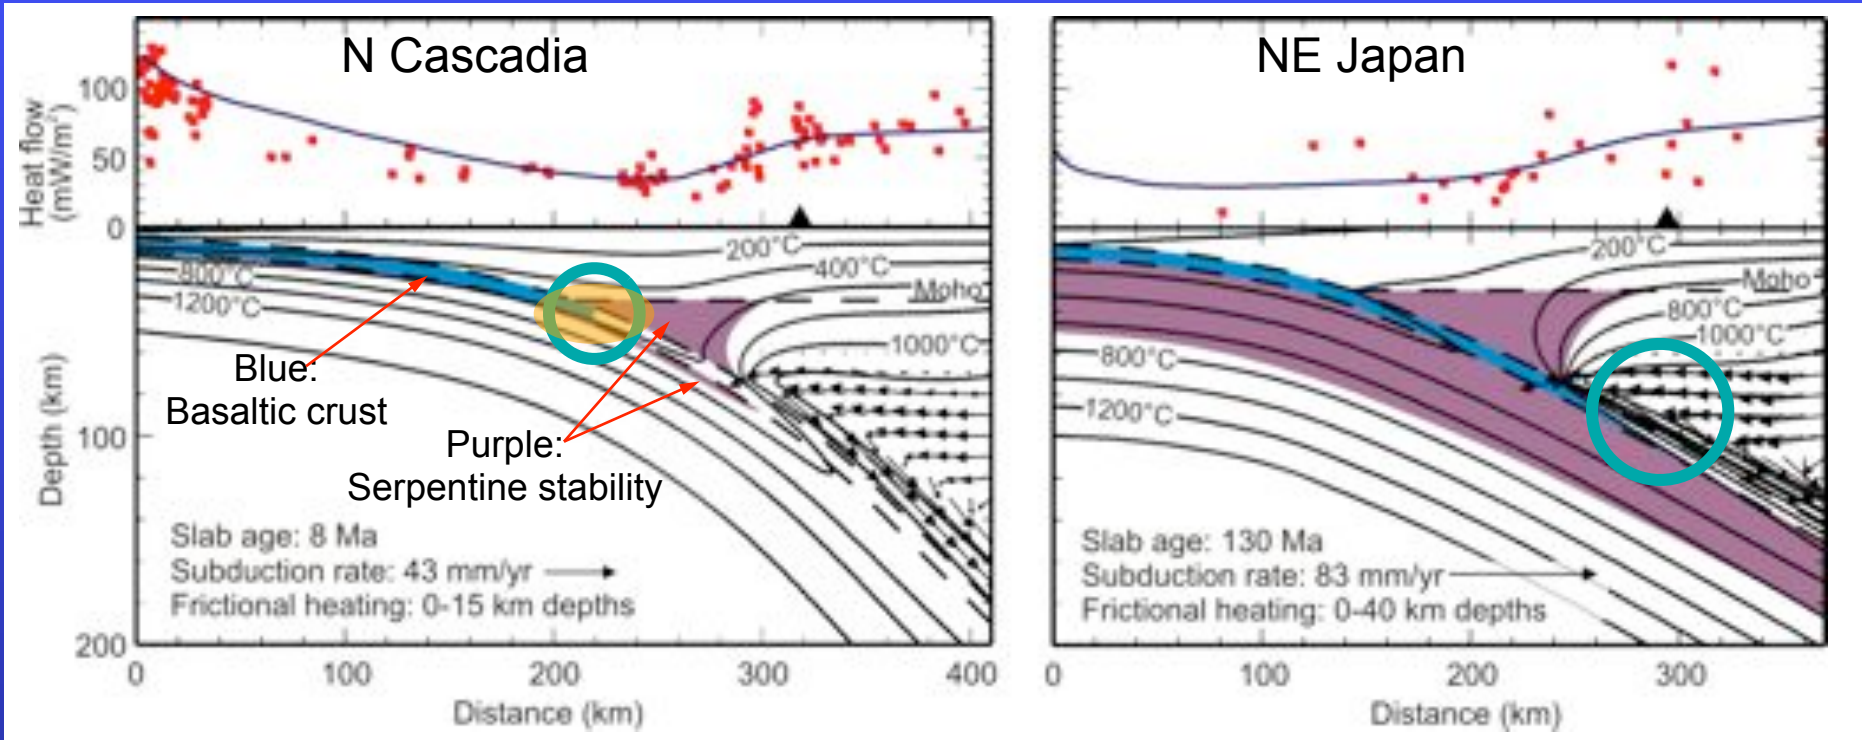 N Cascadia
NE Japan
Heat flow
(mW/m²)
100
50
0
200°C
400°C
Moho
800°C
1200°C
1000°C
Blue:
Basaltic crust
Purple:
Serpentine stability
Depth (km)
100
200
Slab age: 8 Ma
Subduction rate: 43 mm/yr
Frictional heating: 0-15 km depths
0
100
200
300
400
Distance (km)
200°C
Moho
800°C
1000°C
800°C
1200°C
Slab age: 130 Ma
Subduction rate: 83 mm/yr
Frictional heating: 0-40 km depths
0
100
200
300
Distance (km)